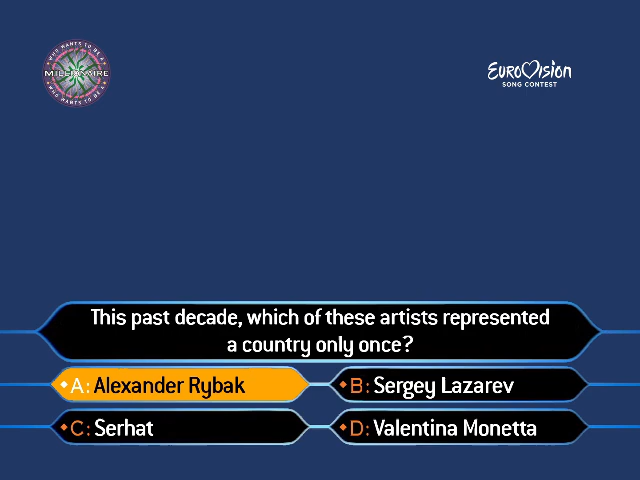 WHO WANTS TO BE A
MILLIONAIRE
WHO WANTS TO BE A
EUROVISION
SONG CONTEST
This past decade, which of these artists represented
a country only once?
A: Alexander Rybak
B: Sergey Lazarev
C: Serhat
D: Valentina Monetta